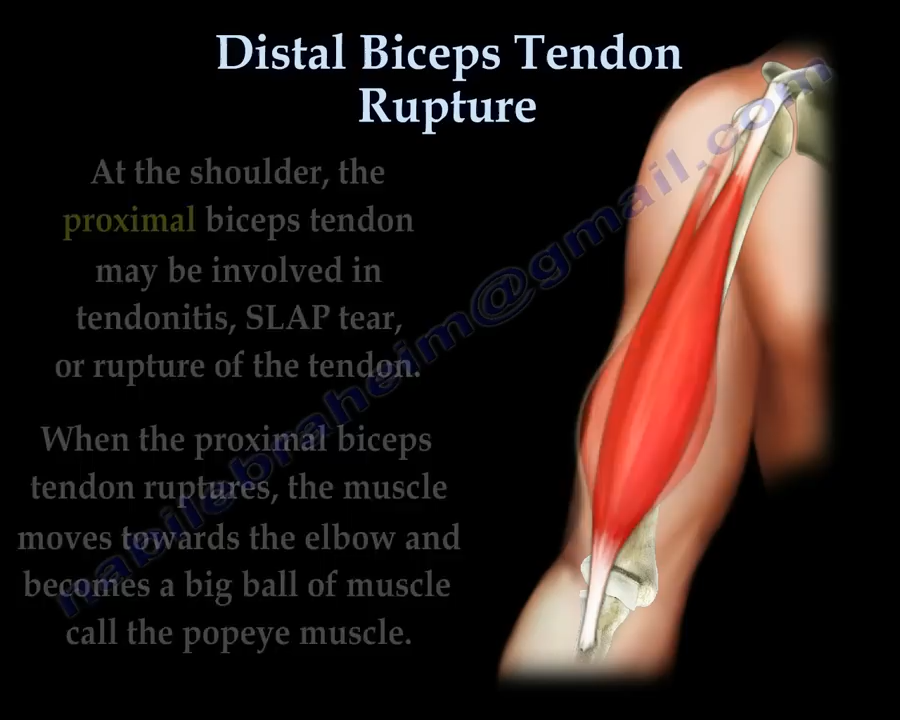 Distal Biceps Tendon
Rupture
At the shoulder, the
proximal biceps tendon
may be involved in
tendonitis, SLAP tear,
or rupture of the tendon.
When the proximal biceps
tendon ruptures, the muscle
moves towards the elbow and
becomes a big ball of muscle
call the popeye muscle.
nabilebraheim@gmail.com